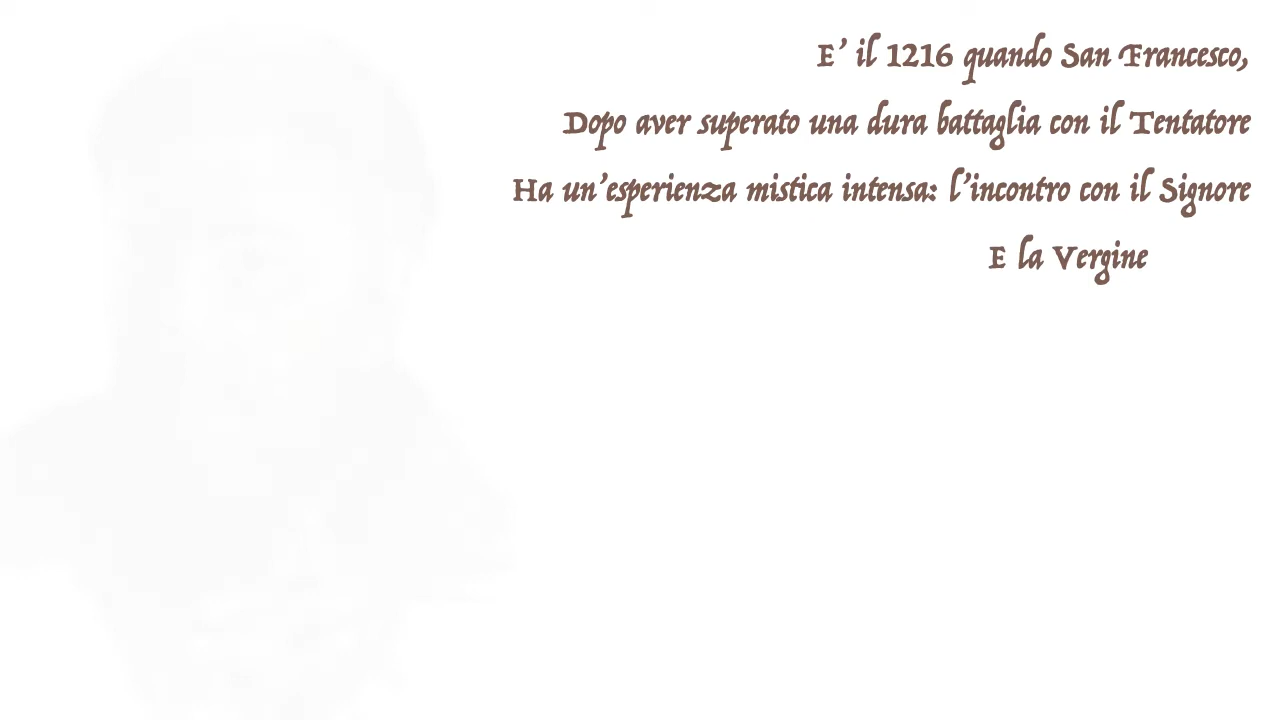 E’ il 1216 quando San Francesco,
Dopo aver superato una dura battaglia con il Tentatore
Ha un’esperienza mistica intensa: l’incontro con il Signore
E la Vergine